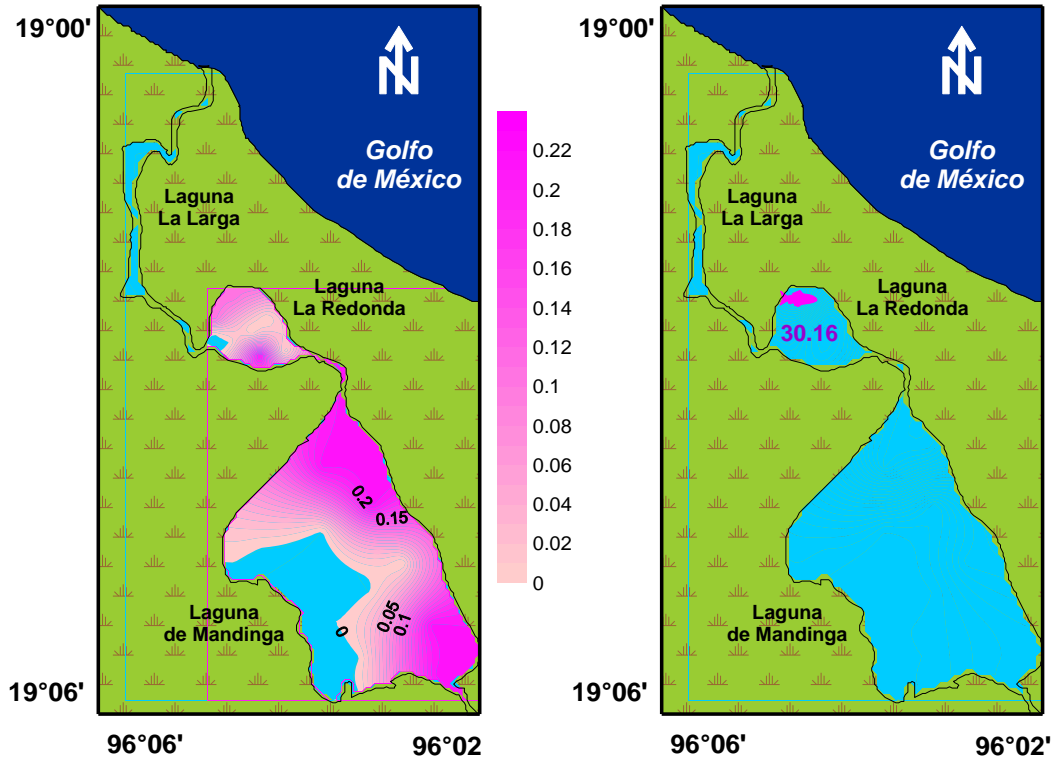 19°00'
N
Golfo
de México
Laguna
La Larga
Laguna
La Redonda
0.22
0.2
0.18
0.16
0.14
0.12
0.1
0.08
0.06
0.04
0.02
0
0.2
0.15
0.05
0.1
0
Laguna
de Mandinga
19°06'
96°06'
96°02'
19°00'
N
Golfo
de México
Laguna
La Larga
Laguna
La Redonda
30.16
Laguna
de Mandinga
19°06'
96°06'
96°02'